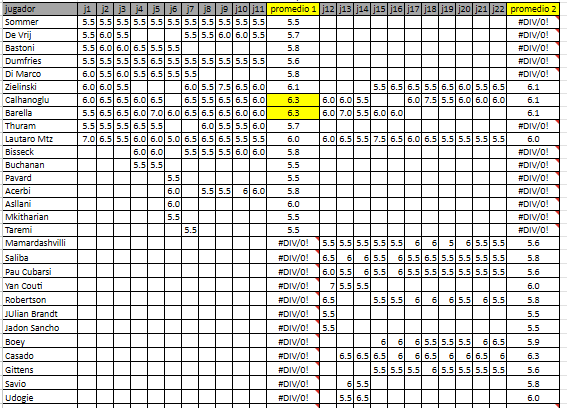 jugador j1 j2 j3 j4 j5 j6 j7 j8 j9 j10 j11 promedio 1 j12 j13 j14 j15 j16 j17 j18 j19 j20 j21 j22 promedio 2
Sommer 5.5 5.5 5.5 5.5 5.5 5.5 5.5 5.5 5.5 5.5 5.5 5.5 #DIV/0!
De Vrij 5.5 6.0 5.5 5.5 5.5 6.0 6.0 5.5 5.7 #DIV/0!
Bastoni 5.5 6.0 6.0 6.5 5.5 5.5 5.8 #DIV/0!
Dumfries 5.5 5.5 5.5 5.5 5.5 5.5 5.5 5.5 5.5 6.0 5.5 5.6 #DIV/0!
Di Marco 6.0 5.5 6.0 5.5 6.5 5.5 5.5 5.8 #DIV/0!
Zielinski 6.0 6.0 5.5 6.0 5.5 7.5 6.5 6.0 6.1 5.5 6.5 6.5 5.5 6.5 6.0 5.5 6.5 6.1
Calhanoglu 6.0 6.5 6.5 6.0 6.5 6.5 5.5 6.5 6.5 6.5 6.3 6.0 6.0 5.5 6.0 7.5 5.5 6.0 6.0 6.0 6.1
Barella 6.0 5.5 6.5 6.0 7.0 6.0 6.5 6.5 6.5 6.5 6.0 6.3 6.0 7.0 5.5 6.0 6.0 6.1
Thuram 5.5 5.5 5.5 6.5 5.5 6.0 5.5 5.5 6.0 5.7 #DIV/0!
Lautaro Mtz 7.0 6.5 5.5 6.0 6.0 5.0 6.5 6.5 6.5 5.5 5.5 6.0 6.0 6.5 5.5 7.5 6.5 6.0 6.5 5.5 5.5 5.5 5.5 6.0
Bisseck 6.0 6.0 5.5 5.5 5.5 6.0 6.0 5.8 #DIV/0!
Buchanan 5.5 5.5 5.5 #DIV/0!
Pavard 5.5 5.5 #DIV/0!
Acerbi 6.0 5.5 5.5 6 6.0 5.8 #DIV/0!
Asllani 6.0 6.0 #DIV/0!
Mkitharian 5.5 5.5 #DIV/0!
Taremi 5.5 5.5 #DIV/0!
Mamardashvilli #DIV/0! 5.5 5.5 5.5 5.5 5.5 6 6 5 6 5.5 5.5 5.6
Saliba #DIV/0! 6.5 6 6 5.5 6 5.5 6.5 5.5 5.5 5.5 5.5 5.8
Pau Cubarsi #DIV/0! 6.0 5.5 6 5.5 6 5.5 5.5 5.5 5.5 5.5 5.5 5.6
Yan Couti #DIV/0! 7 5.5 5.5 6.0
Robertson #DIV/0! 6.5 5.5 5.5 6 6 6.5 5.5 6 5.5 5.8
JUlian Brandt #DIV/0! 5.5 5.5
Jadon Sancho #DIV/0! 5.5 5.5
Boey #DIV/0! 6 6 6 5.5 5.5 5.5 6 6.5 5.9
Casado #DIV/0! 6.5 6.5 6.5 6 6 6.5 6 6 6.5 6.5 6.3
Gittens #DIV/0! 5.5 5.5 5.5 6 5.5 5.5 5.5 5.5 5.6
Savio #DIV/0! 6 5.5 5.8
Udogie #DIV/0! 5.5 6.5 6.0